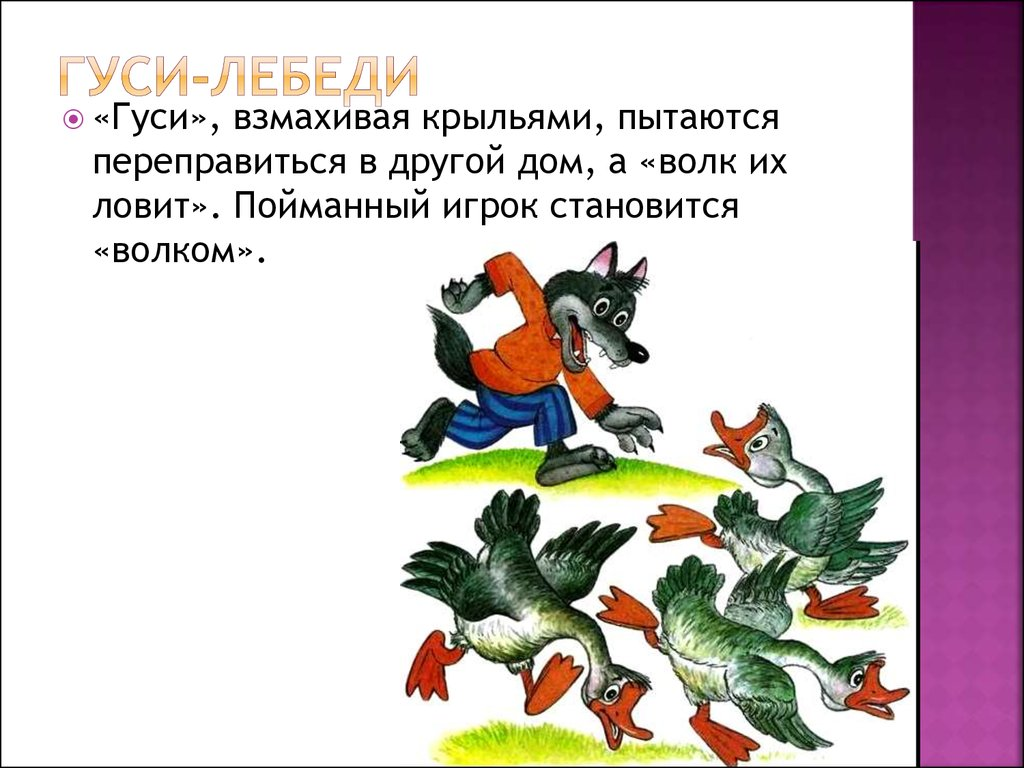 ГУСИ-ЛЕБЕДИ
«Гуси», взмахивая крыльями, пытаются
переправиться в другой дом, а «волк их
ловит». Пойманный игрок становится
«волком».